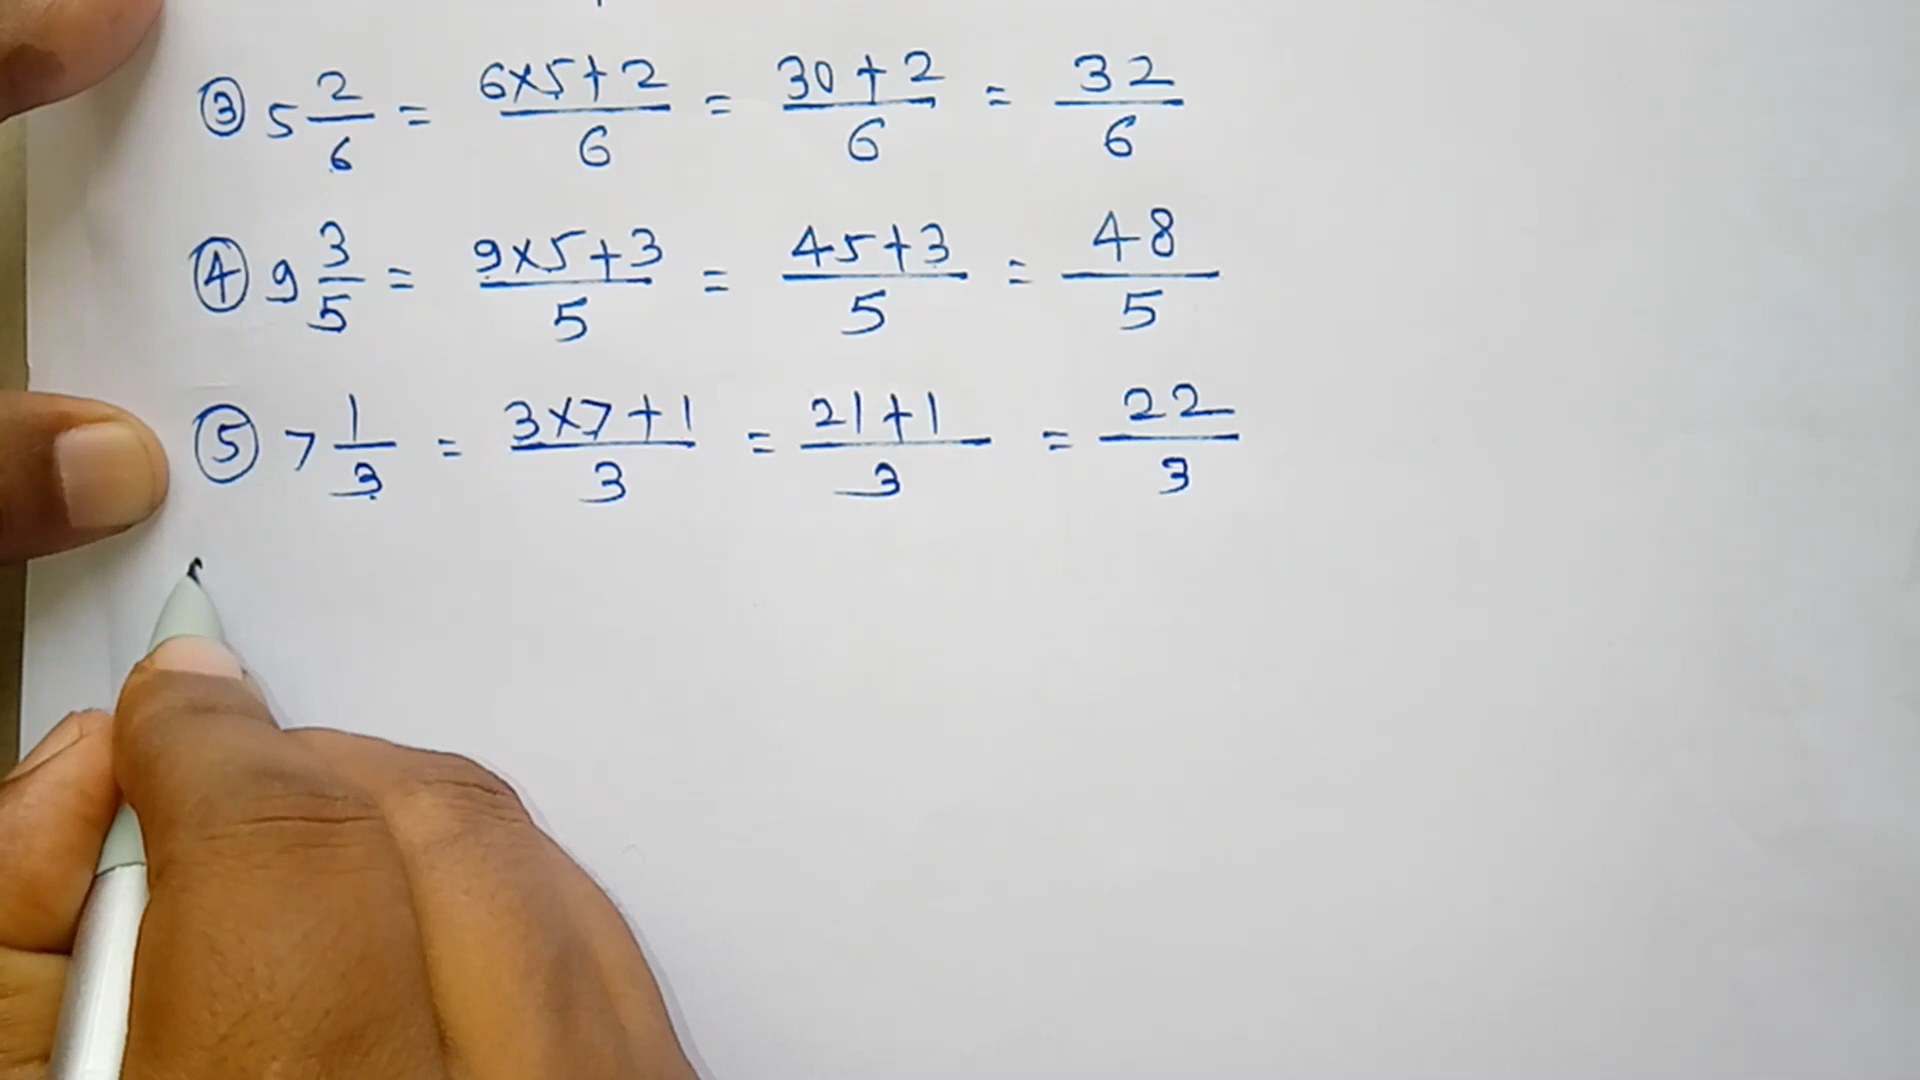 ③ 5 2/6 = 6×5+2/6 = 30+2/6 = 32/6
④ 9 3/5 = 9×5+3/5 = 45+3/5 = 48/5
⑤ 7 1/3 = 3×7+1/3 = 21+1/3 = 22/3